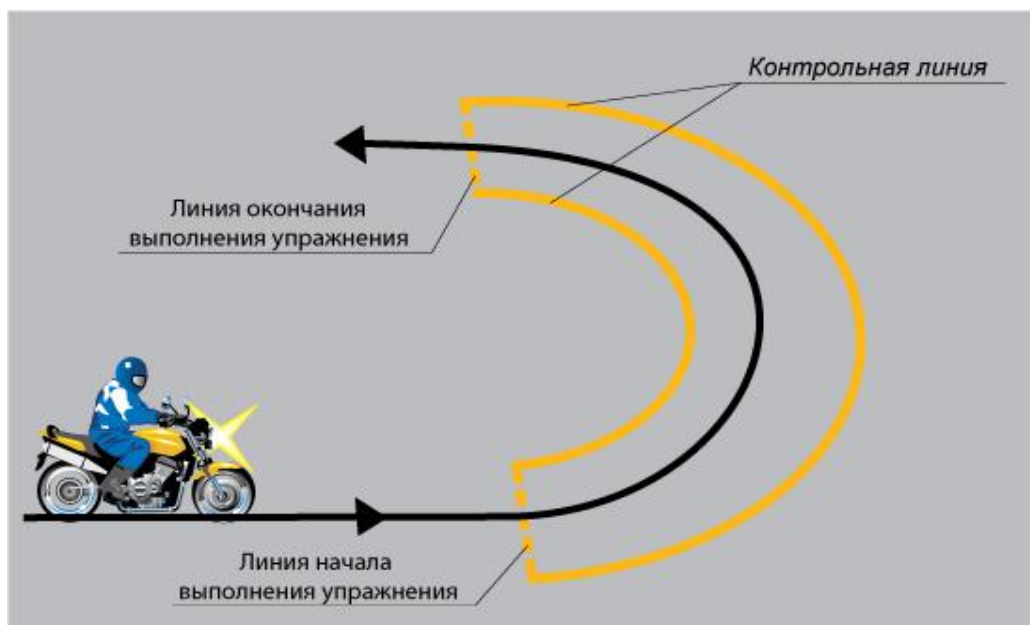 Контрольная линия
Линия окончания
выполнения упражнения
Линия начала
выполнения упражнения